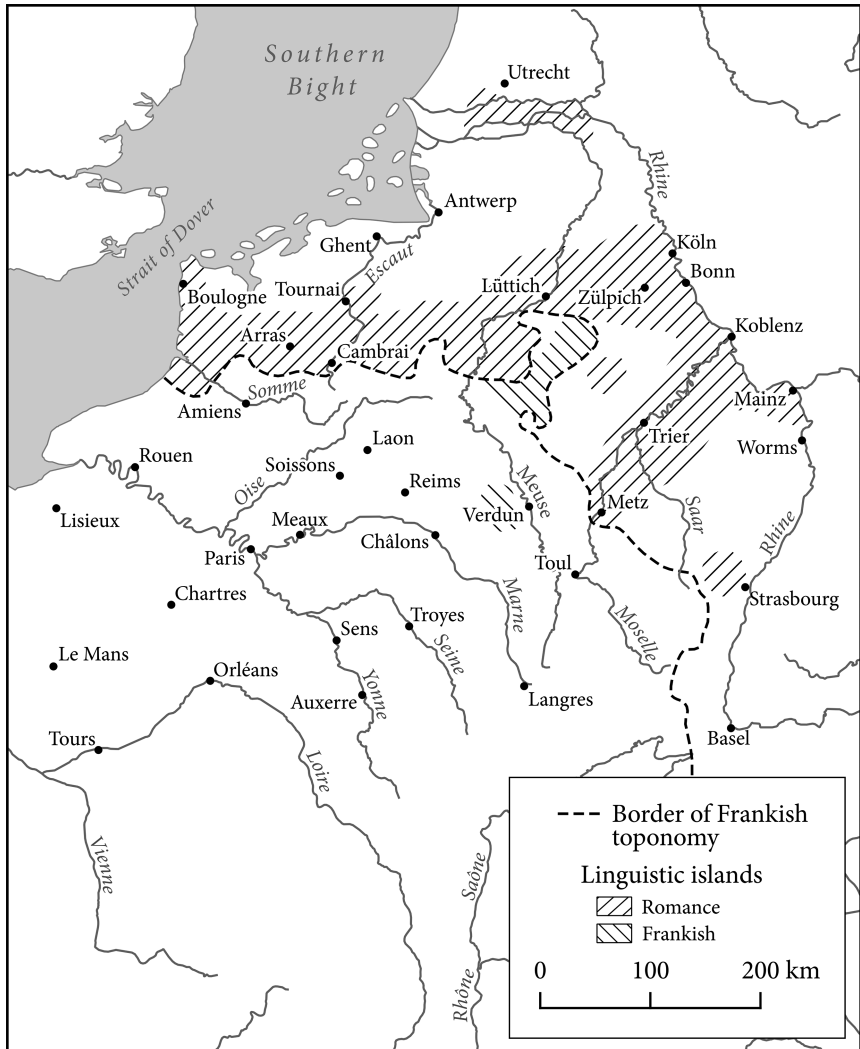 Southern
Bight
Utrecht
Rhine
Antwerp
Strait of Dover
Ghent
Escaut
Köln
Bonn
Boulogne
Tournai
Lüttich
Zülpich
Koblenz
Arras
Cambrai
Somme
Amiens
Mainz
Trier
Worms
Rouen
Laon
Soissons
Oise
Reims
Meuse
Metz
Saar
Lisieux
Meaux
Verdun
Rhine
Paris
Châlons
Toul
Chartres
Marne
Strasbourg
Troyes
Sens
Seine
Moselle
Le Mans
Orléans
Yonne
Auxerre
Langres
Tours
Basel
Loire
Vienne
Saône
Rhône
Border of Frankish
toponomy
Linguistic islands
Romance
Frankish
0 100 200 km